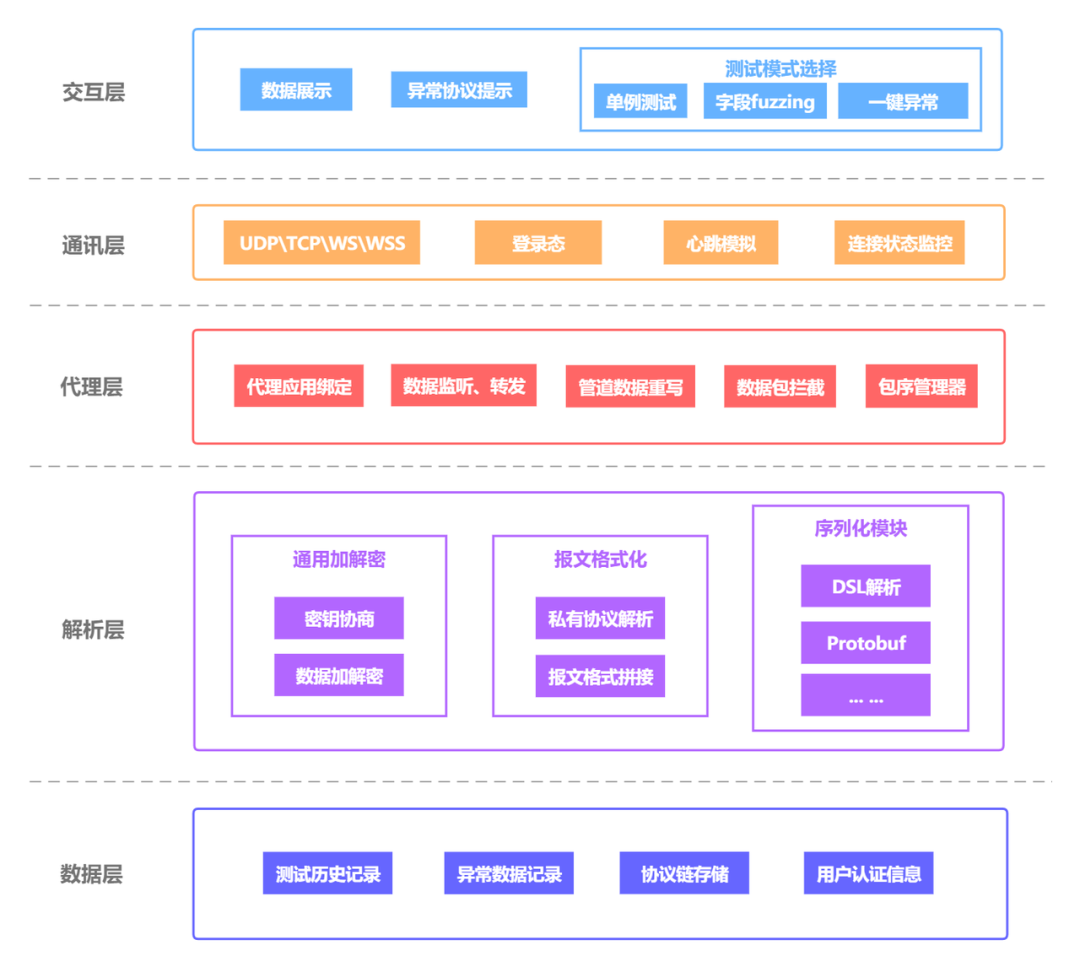 交互层
数据展示
异常协议提示
测试模式选择
单例测试
字段fuzzing
一键异常
通讯层
UDP\TCP\WS\WSS
登录态
心跳模拟
连接状态监控
代理层
代理应用绑定
数据监听、转发
管道数据重写
数据包拦截
包序管理器
解析层
通用加解密
密钥协商
数据加解密
报文格式化
私有协议解析
报文格式拼接
序列化模块
DSL解析
Protobuf
... ...
数据层
测试历史记录
异常数据记录
协议链存储
用户认证信息